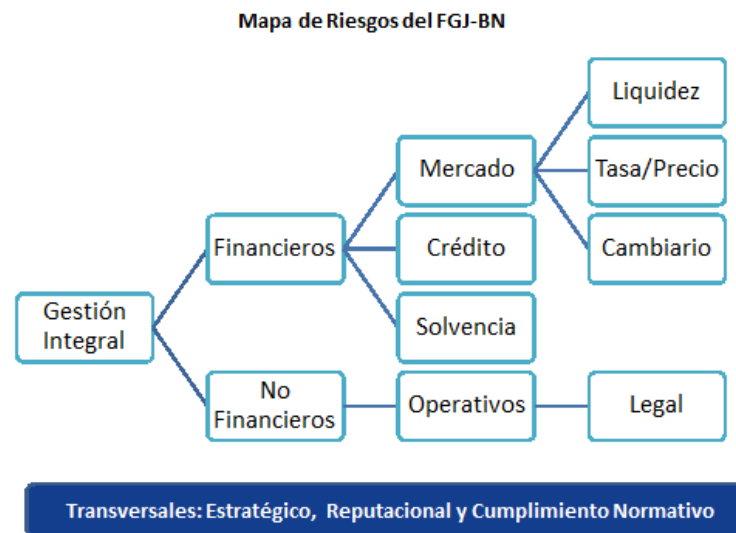 Mapa de Riesgos del FGJ-BN
Liquidez
Mercado
Tasa/Precio
Financieros
Crédito
Cambiario
Gestión
Integral
Solvencia
No
Financieros
Operativos
Legal
Transversales: Estratégico, Reputacional y Cumplimiento Normativo